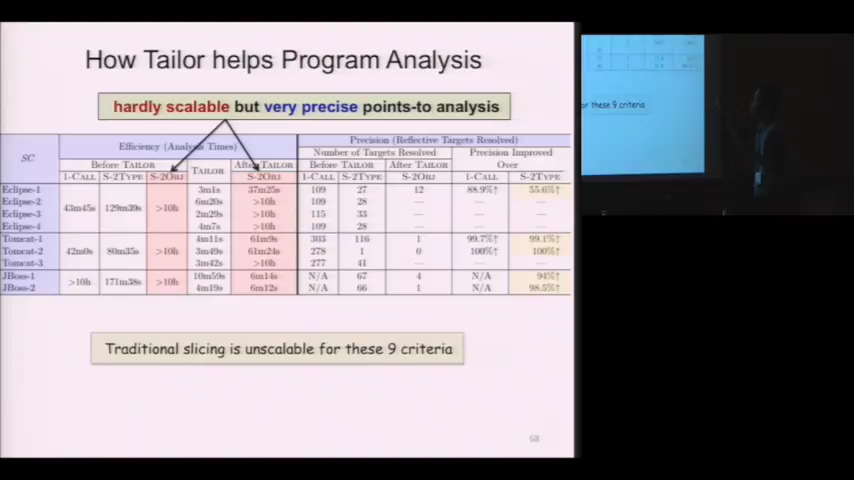 How Tailor helps Program Analysis
hardly scalable but very precise points-to analysis
SC Efficiency (Analysis Times) Precision (Reflective Targets Resolved)
Before TAILOR TAILOR After TAILOR Number of Targets Resolved Precision Improved Over
Before TAILOR After TAILOR
1-CALL S-2TYPE S-2OBJ S-2OBJ 1-CALL S-2TYPE S-2OBJ 1-CALL S-2TYPE
Eclipse-1 43m45s 129m39s >10h 3m1s 37m25s 109 27 12 88.9%↑ 55.6%↑
Eclipse-2 6m20s >10h 109 28 — — —
Eclipse-3 2m29s >10h 115 33 — — —
Eclipse-4 4m7s >10h 109 28 — — —
Tomcat-1 42m0s 80m35s >10h 4m11s 61m9s 303 116 1 99.7%↑ 99.1%↑
Tomcat-2 3m49s 61m24s 278 1 0 100%↑ 100%↑
Tomcat-3 3m42s >10h 277 41 — — —
JBoss-1 >10h 171m38s >10h 10m59s 6m14s N/A 67 4 N/A 94%↑
JBoss-2 4m19s 6m12s N/A 66 1 N/A 98.5%↑
Traditional slicing is unscalable for these 9 criteria
68
for these 9 criteria